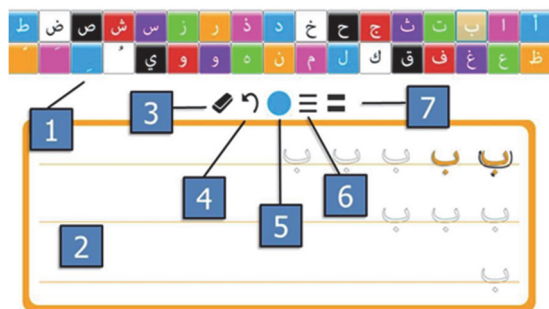 أ ا ب ت ث ج ح خ د ذ ر ز س ش ص ض ط
ظ ع غ ف ق ك ل م ن ه و و ي ُ ِ َ
1
3
7
4
5
6
ب ب ب ب ب
ب ب ب
2
ب